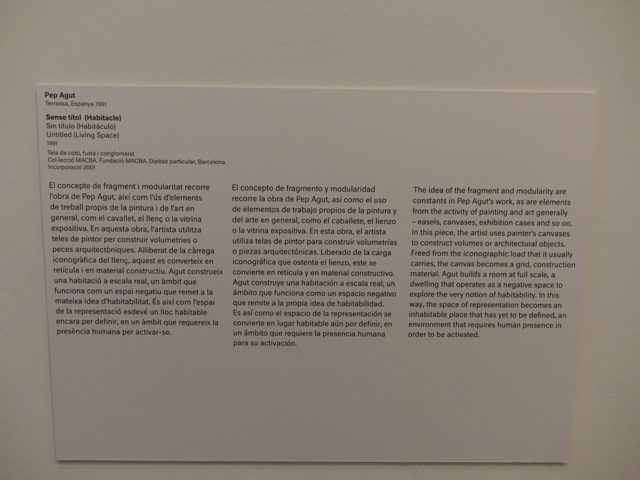 Pep Agut
Terrassa, Espanya 1961
Sense títol (Habitacle)
Sin título (Habitáculo)
Untitled (Living Space)
1991
Tela de cotó, fusta i conglomerat
Col·lecció MACBA. Fundació MACBA. Dipòsit particular, Barcelona
Incorporació 2001
El concepte de fragment i modularitat recorre
l'obra de Pep Agut, així com l'ús d'elements
de treball propis de la pintura i de l'art en
general, com el cavallet, el llenç o la vitrina
expositiva. En aquesta obra, l'artista utilitza
teles de pintor per construir volumetries o
peces arquitectòniques. Alliberat de la càrrega
iconogràfica del llenç, aquest es converteix en
retícula i en material constructiu. Agut construeix
una habitació a escala real, un àmbit que
funciona com un espai negatiu que remet a la
mateixa idea d'habitabilitat. És així com l'espai
de la representació esdevé un lloc habitable
encara per definir, en un àmbit que requereix la
presència humana per activar-se.
El concepto de fragmento y modularidad
recorre la obra de Pep Agut, así como el uso
de elementos de trabajo propios de la pintura y
del arte en general, como el caballete, el lienzo
o la vitrina expositiva. En esta obra, el artista
utiliza telas de pintor para construir volumetrías
o piezas arquitectónicas. Liberado de la carga
iconográfica que ostenta el lienzo, este se
convierte en retícula y en material constructivo.
Agut construye una habitación a escala real, un
ámbito que funciona como un espacio negativo
que remite a la propia idea de habitabilidad.
Es así como el espacio de la representación se
convierte en lugar habitable aún por definir, en
un ámbito que requiere la presencia humana
para su activación.
The idea of the fragment and modularity are
constants in Pep Agut's work, as are elements
from the activity of painting and art generally
– easels, canvases, exhibition cases and so on.
In this piece, the artist uses painter's canvases
to construct volumes or architectural objects.
Freed from the iconographic load that it usually
carries, the canvas becomes a grid, construction
material. Agut builds a room at full scale, a
dwelling that operates as a negative space to
explore the very notion of habitability. In this
way, the space of representation becomes an
inhabitable place that has yet to be defined, an
environment that requires human presence in
order to be activated.